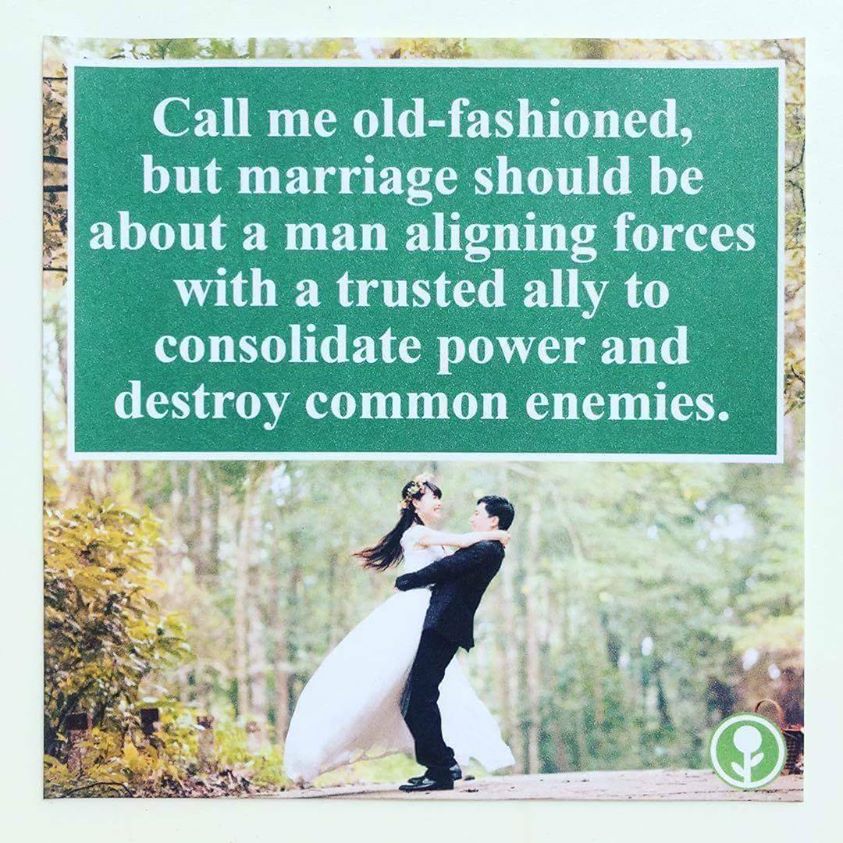 Call me old-fashioned,
but marriage should be
about a man aligning forces
with a trusted ally to
consolidate power and
destroy common enemies.